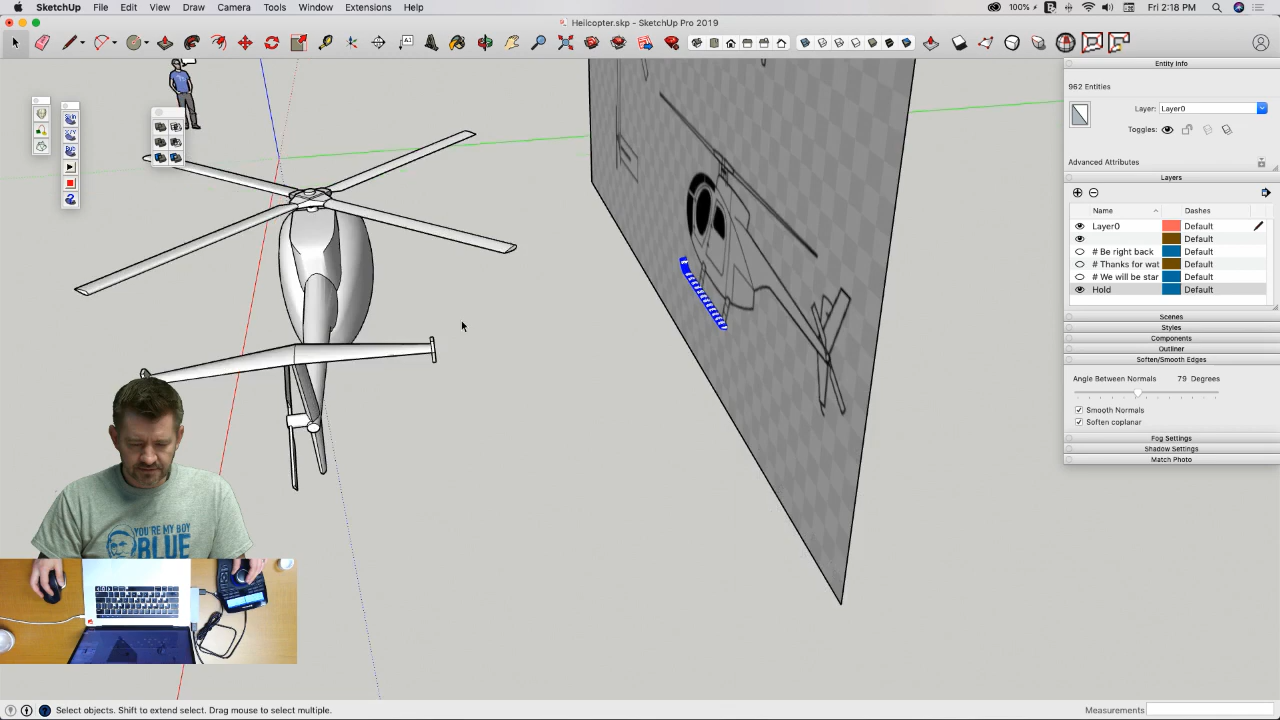 SketchUp File Edit View Draw Camera Tools Window Extensions Help
100% Fri 2:18 PM
Helicopter.skp - SketchUp Pro 2019
Entity Info
962 Entities
Layer: Layer0
Toggles:
Advanced Attributes
Layers
Name Dashes
Layer0 Default
Default
# Be right back Default
# Thanks for wat Default
# We will be star Default
Hold Default
Scenes
Styles
Components
Outliner
Soften/Smooth Edges
Angle Between Normals 79 Degrees
Smooth Normals
Soften coplanar
Fog Settings
Shadow Settings
Match Photo
YOU'RE MY BOY
BLUE
Select objects. Shift to extend select. Drag mouse to select multiple.
Measurements